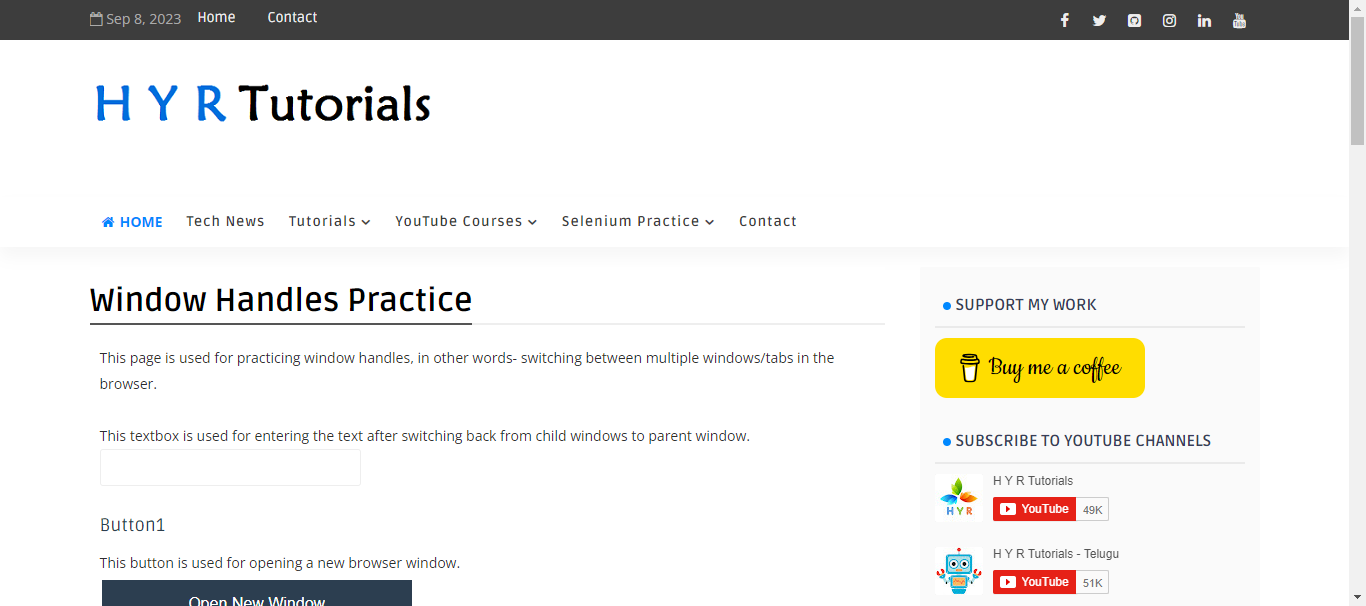 Sep 8, 2023 Home Contact
You Tube
H Y R Tutorials
HOME Tech News Tutorials YouTube Courses Selenium Practice Contact
Window Handles Practice
This page is used for practicing window handles, in other words- switching between multiple windows/tabs in the
browser.
This textbox is used for entering the text after switching back from child windows to parent window.
Button1
This button is used for opening a new browser window.
Open New Window
SUPPORT MY WORK
Buy me a coffee
SUBSCRIBE TO YOUTUBE CHANNELS
HYR
H Y R Tutorials
YouTube 49K
H Y R Tutorials - Telugu
YouTube 51K